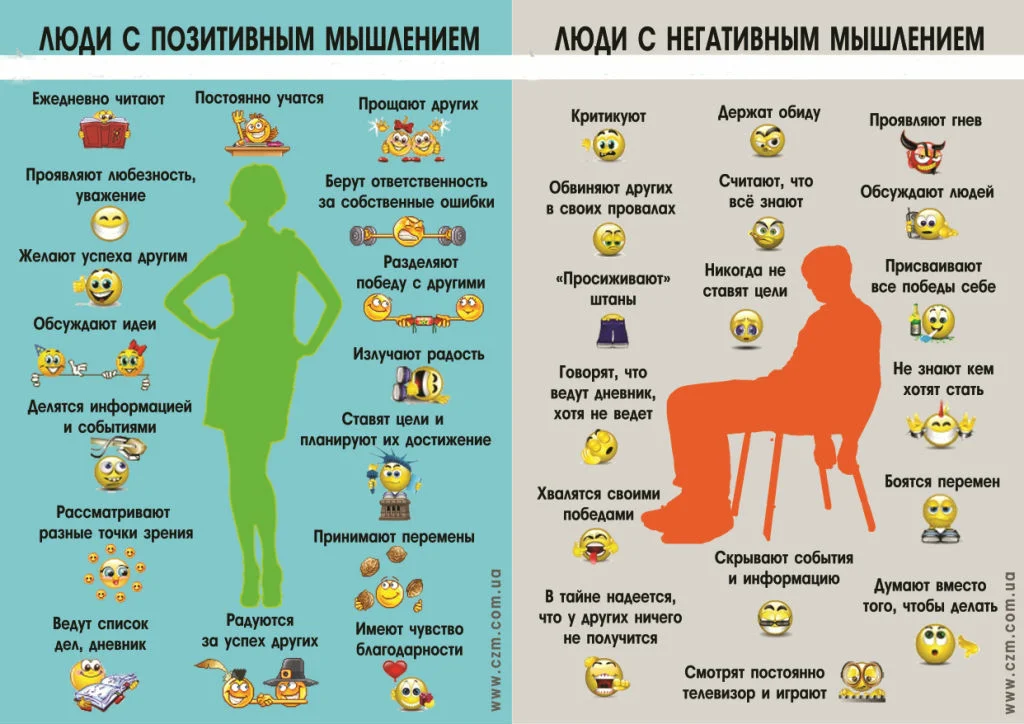 ЛЮДИ С ПОЗИТИВНЫМ МЫШЛЕНИЕМ
Ежедневно читают
Постоянно учатся
Прощают других
Проявляют любезность,
уважение
Берут ответственность
за собственные ошибки
Желают успеха другим
Разделяют
победу с другими
Обсуждают идеи
Излучают радость
Делятся информацией
и событиями
Ставят цели и
планируют их достижение
Рассматривают
разные точки зрения
Принимают перемены
Ведут список
дел, дневник
Радуются
за успех других
Имеют чувство
благодарности
www.czm.com.ua
ЛЮДИ С НЕГАТИВНЫМ МЫШЛЕНИЕМ
Критикуют
Держат обиду
Проявляют гнев
Обвиняют других
в своих провалах
Считают, что
всё знают
Обсуждают людей
«Просиживают»
штаны
Никогда не
ставят цели
Присваивают
все победы себе
Говорят, что
ведут дневник,
хотя не ведет
Не знают кем
хотят стать
Хвалятся своими
победами
Боятся перемен
Скрывают события
и информацию
В тайне надеется,
что у других ничего
не получится
Думают вместо
того, чтобы делать
Смотрят постоянно
телевизор и играют
www.czm.com.ua